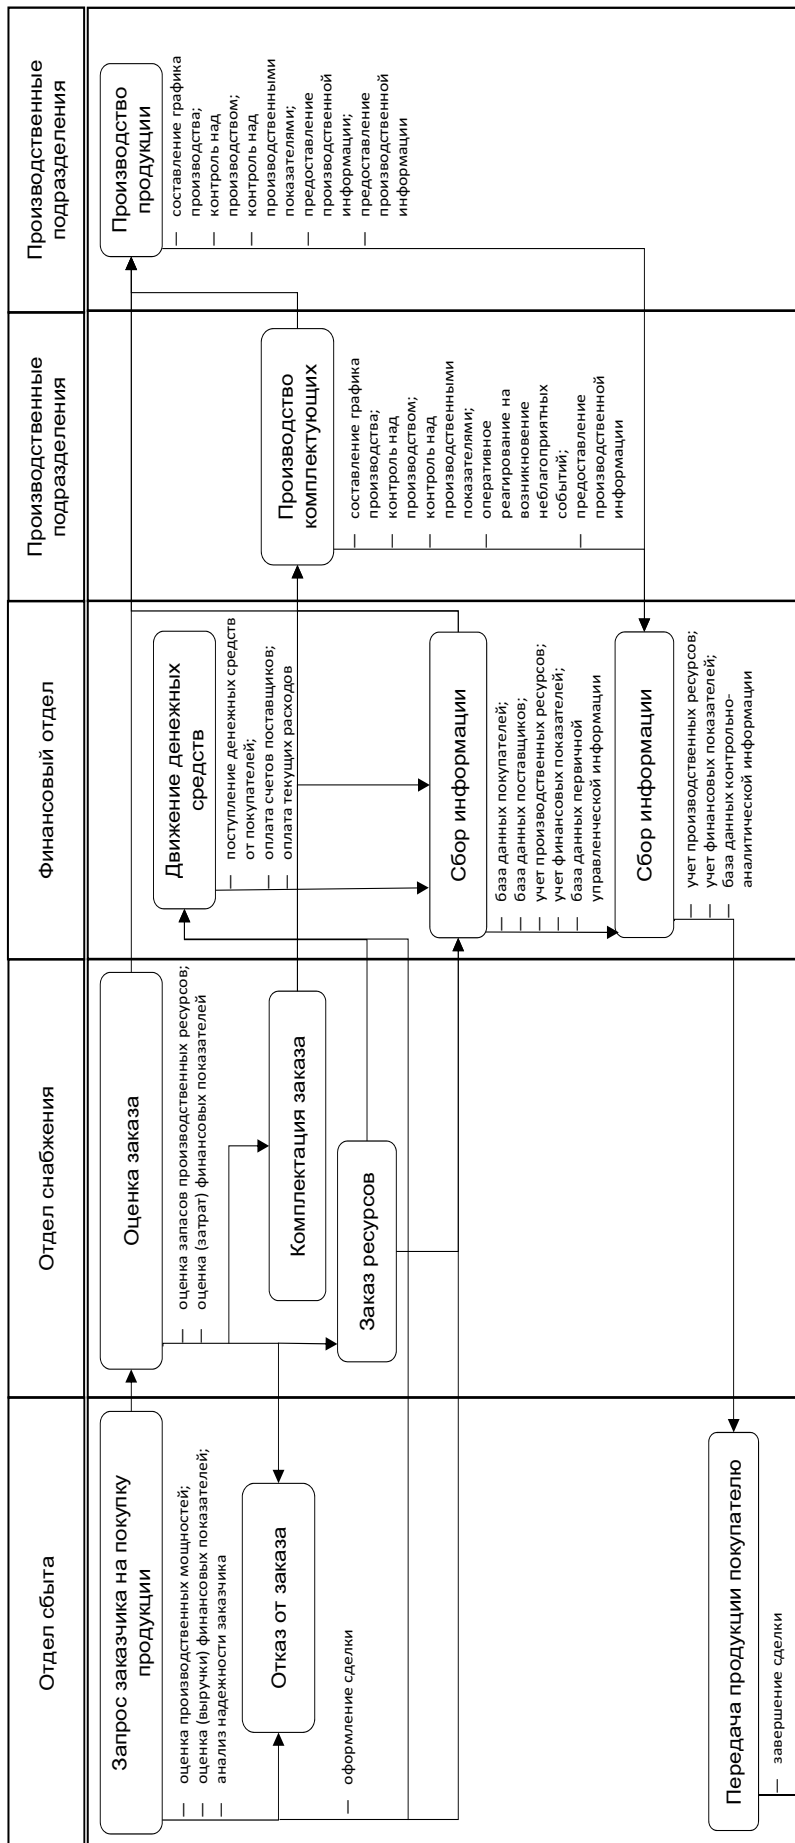 Отдел сбыта
Отдел снабжения
Финансовый отдел
Производственные
подразделения
Производственные
подразделения
Запрос заказчика на покупку
продукции
— оценка производственных мощностей;
— оценка (выручки) финансовых показателей;
— анализ надежности заказчика
Отказ от заказа
— оформление сделки
Передача продукции покупателю
— завершение сделки
Оценка заказа
— оценка запасов производственных ресурсов;
— оценка (затрат) финансовых показателей
Комплектация заказа
Заказ ресурсов
Движение денежных
средств
— поступление денежных средств
от покупателей;
— оплата счетов поставщиков;
— оплата текущих расходов
Сбор информации
— база данных покупателей;
— база данных поставщиков;
— учет производственных ресурсов;
— учет финансовых показателей;
— база данных первичной
управленческой информации
Сбор информации
— учет производственных ресурсов;
— учет финансовых показателей;
— база данных контрольно-
аналитической информации
Производство
комплектующих
— составление графика
производства;
— контроль над
производством;
— контроль над
производственными
показателями;
— оперативное
реагирование на
возникновение
неблагоприятных
событий;
— предоставление
производственной
информации
Производство
продукции
— составление графика
производства;
— контроль над
производством;
— контроль над
производственными
показателями;
— предоставление
производственной
информации;
— предоставление
производственной
информации